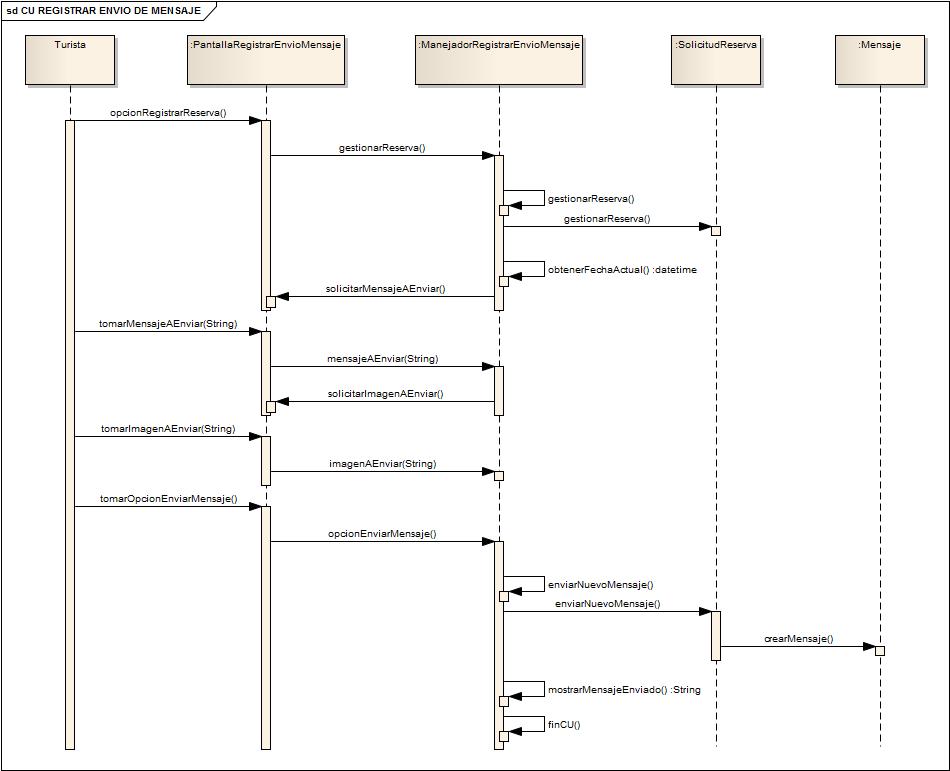 sd CU REGISTRAR ENVIO DE MENSAJE
Turista
:PantallaRegistrarEnvioMensaje
:ManejadorRegistrarEnvioMensaje
:SolicitudReserva
:Mensaje
opcionRegistrarReserva()
gestionarReserva()
gestionarReserva()
gestionarReserva()
obtenerFechaActual() :datetime
solicitarMensajeAEnviar()
tomarMensajeAEnviar(String)
mensajeAEnviar(String)
solicitarImagenAEnviar()
tomarImagenAEnviar(String)
imagenAEnviar(String)
tomarOpcionEnviarMensaje()
opcionEnviarMensaje()
enviarNuevoMensaje()
enviarNuevoMensaje()
crearMensaje()
mostrarMensajeEnviado() :String
finCU()